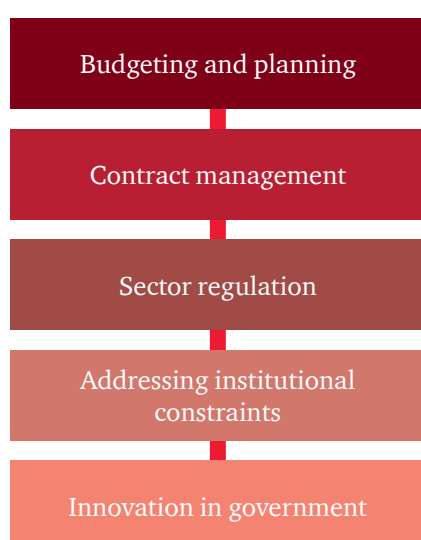 Budgeting and planning
Contract management
Sector regulation
Addressing institutional
constraints
Innovation in government